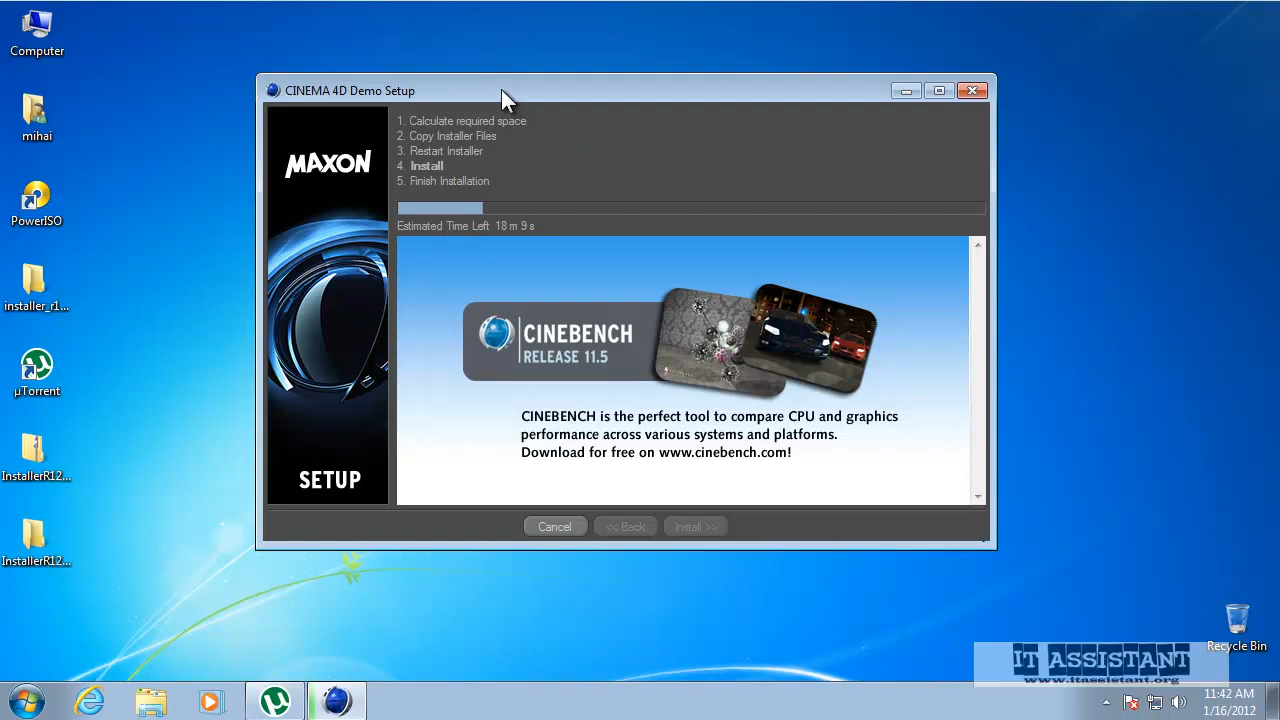 Computer
mihai
PowerISO
installer_r1...
µTorrent
InstallerR12...
InstallerR12...
CINEMA 4D Demo Setup
MAXON
SETUP
1. Calculate required space
2. Copy Installer Files
3. Restart Installer
4. Install
5. Finish Installation
Estimated Time Left 18 m 9 s
CINEBENCH
RELEASE 11.5
CINEBENCH is the perfect tool to compare CPU and graphics
performance across various systems and platforms.
Download for free on www.cinebench.com!
Cancel
<< Back
Install >>
Recycle Bin
IT ASSISTANT
www.itassistant.org
11:42 AM
1/16/2012